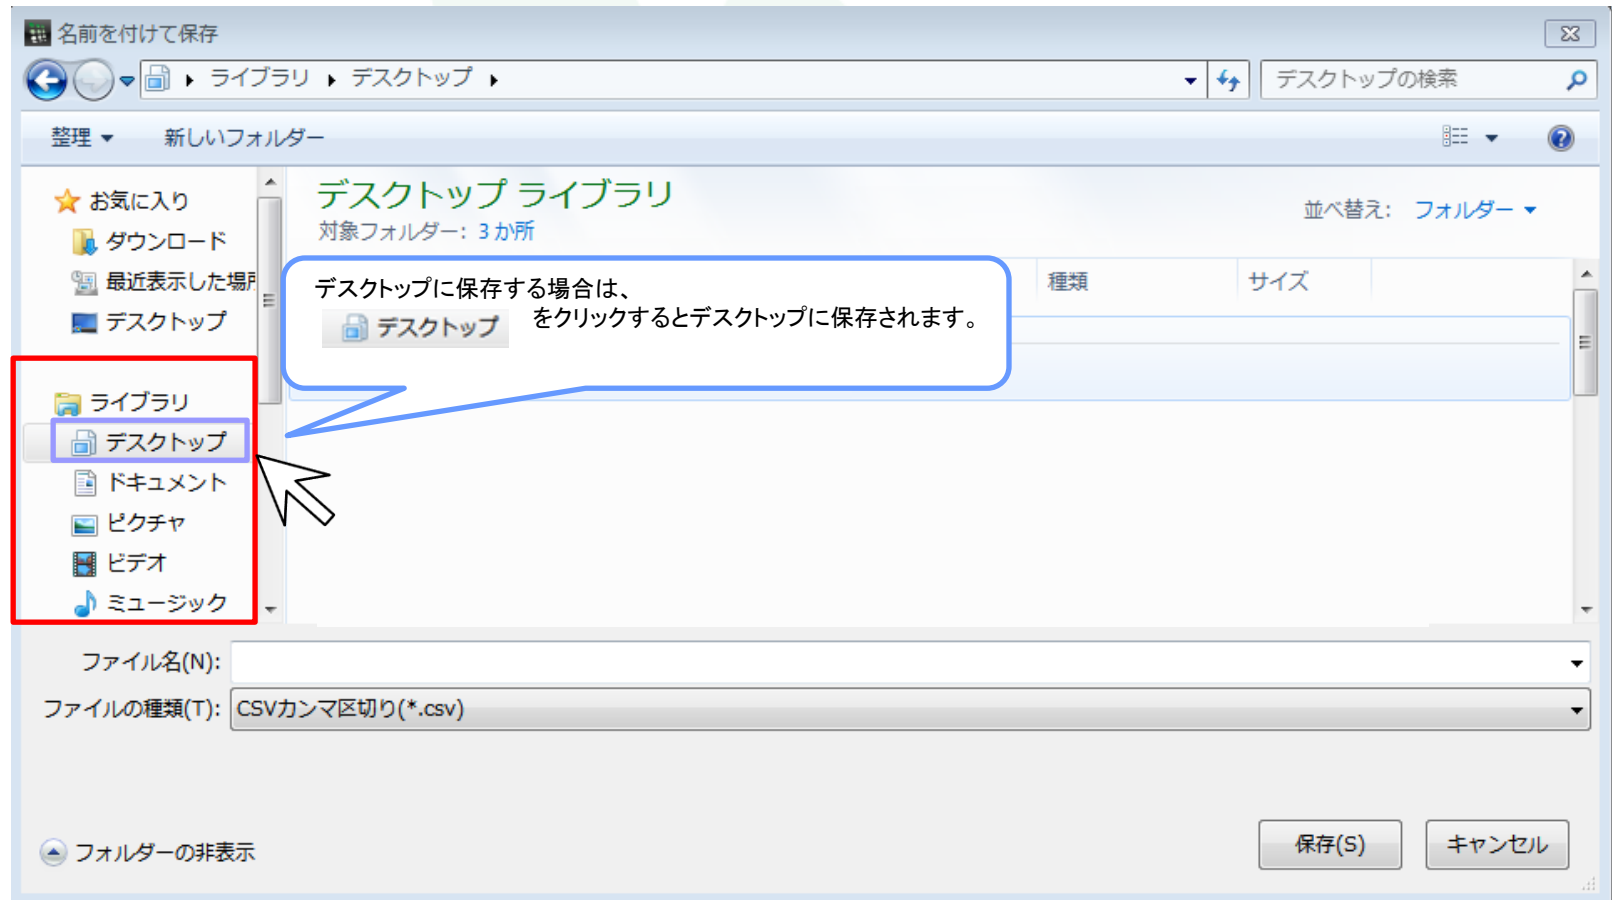 名前を付けて保存
ライブラリ ▶ デスクトップ ▶
デスクトップの検索
整理
新しいフォルダー
お気に入り
ダウンロード
最近表示した場所
デスクトップ
ライブラリ
デスクトップ
ドキュメント
ピクチャ
ビデオ
ミュージック
デスクトップ ライブラリ
対象フォルダー: 3 か所
並べ替え: フォルダー
種類
サイズ
デスクトップに保存する場合は、
デスクトップ をクリックするとデスクトップに保存されます。
ファイル名(N):
ファイルの種類(T): CSVカンマ区切り(*.csv)
フォルダーの非表示
保存(S)
キャンセル